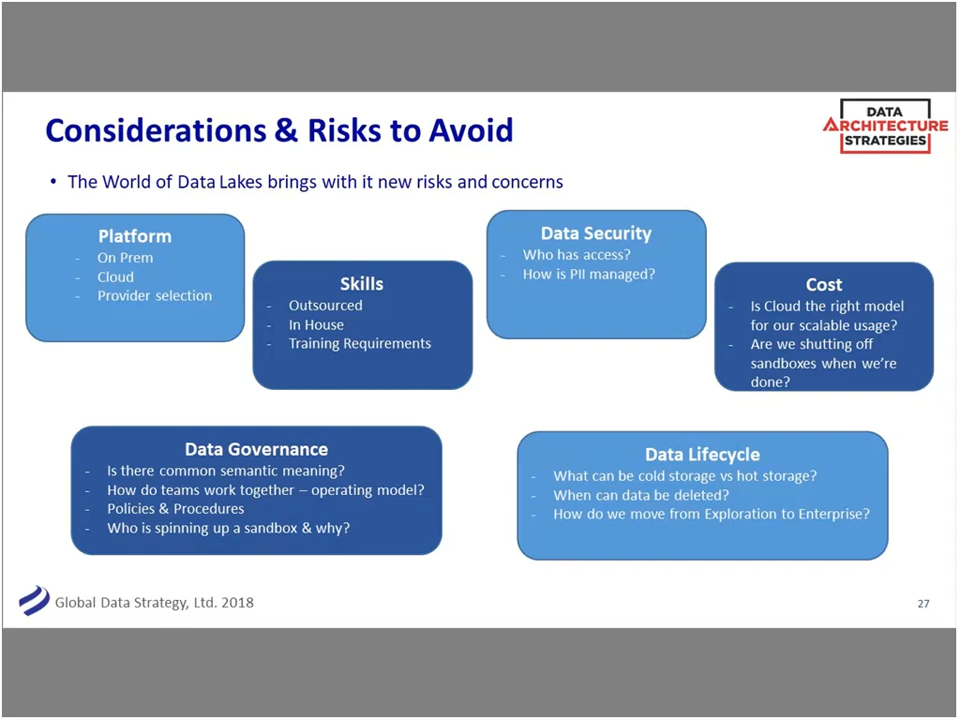 Considerations & Risks to Avoid
DATA
ARCHITECTURE
STRATEGIES
• The World of Data Lakes brings with it new risks and concerns
Platform
- On Prem
- Cloud
- Provider selection
Skills
- Outsourced
- In House
- Training Requirements
Data Security
- Who has access?
- How is PII managed?
Cost
- Is Cloud the right model
for our scalable usage?
- Are we shutting off
sandboxes when we’re
done?
Data Governance
- Is there common semantic meaning?
- How do teams work together – operating model?
- Policies & Procedures
- Who is spinning up a sandbox & why?
Data Lifecycle
- What can be cold storage vs hot storage?
- When can data be deleted?
- How do we move from Exploration to Enterprise?
Global Data Strategy, Ltd. 2018
27